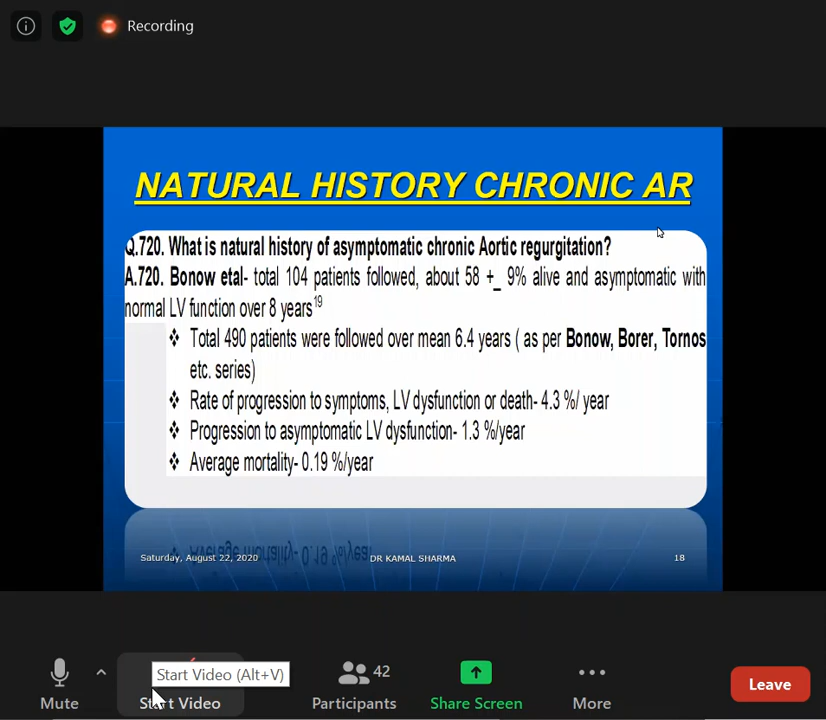 Recording
NATURAL HISTORY CHRONIC AR
Q.720. What is natural history of asymptomatic chronic Aortic regurgitation?
A.720. Bonow etal- total 104 patients followed, about 58 +_ 9% alive and asymptomatic with
normal LV function over 8 years19
❖ Total 490 patients were followed over mean 6.4 years ( as per Bonow, Borer, Tornos
etc. series)
❖ Rate of progression to symptoms, LV dysfunction or death- 4.3 %/ year
❖ Progression to asymptomatic LV dysfunction- 1.3 %/year
❖ Average mortality- 0.19 %/year
Saturday, August 22, 2020 DR KAMAL SHARMA 18
Start Video (Alt+V) 42
Mute Start Video Participants Share Screen More Leave